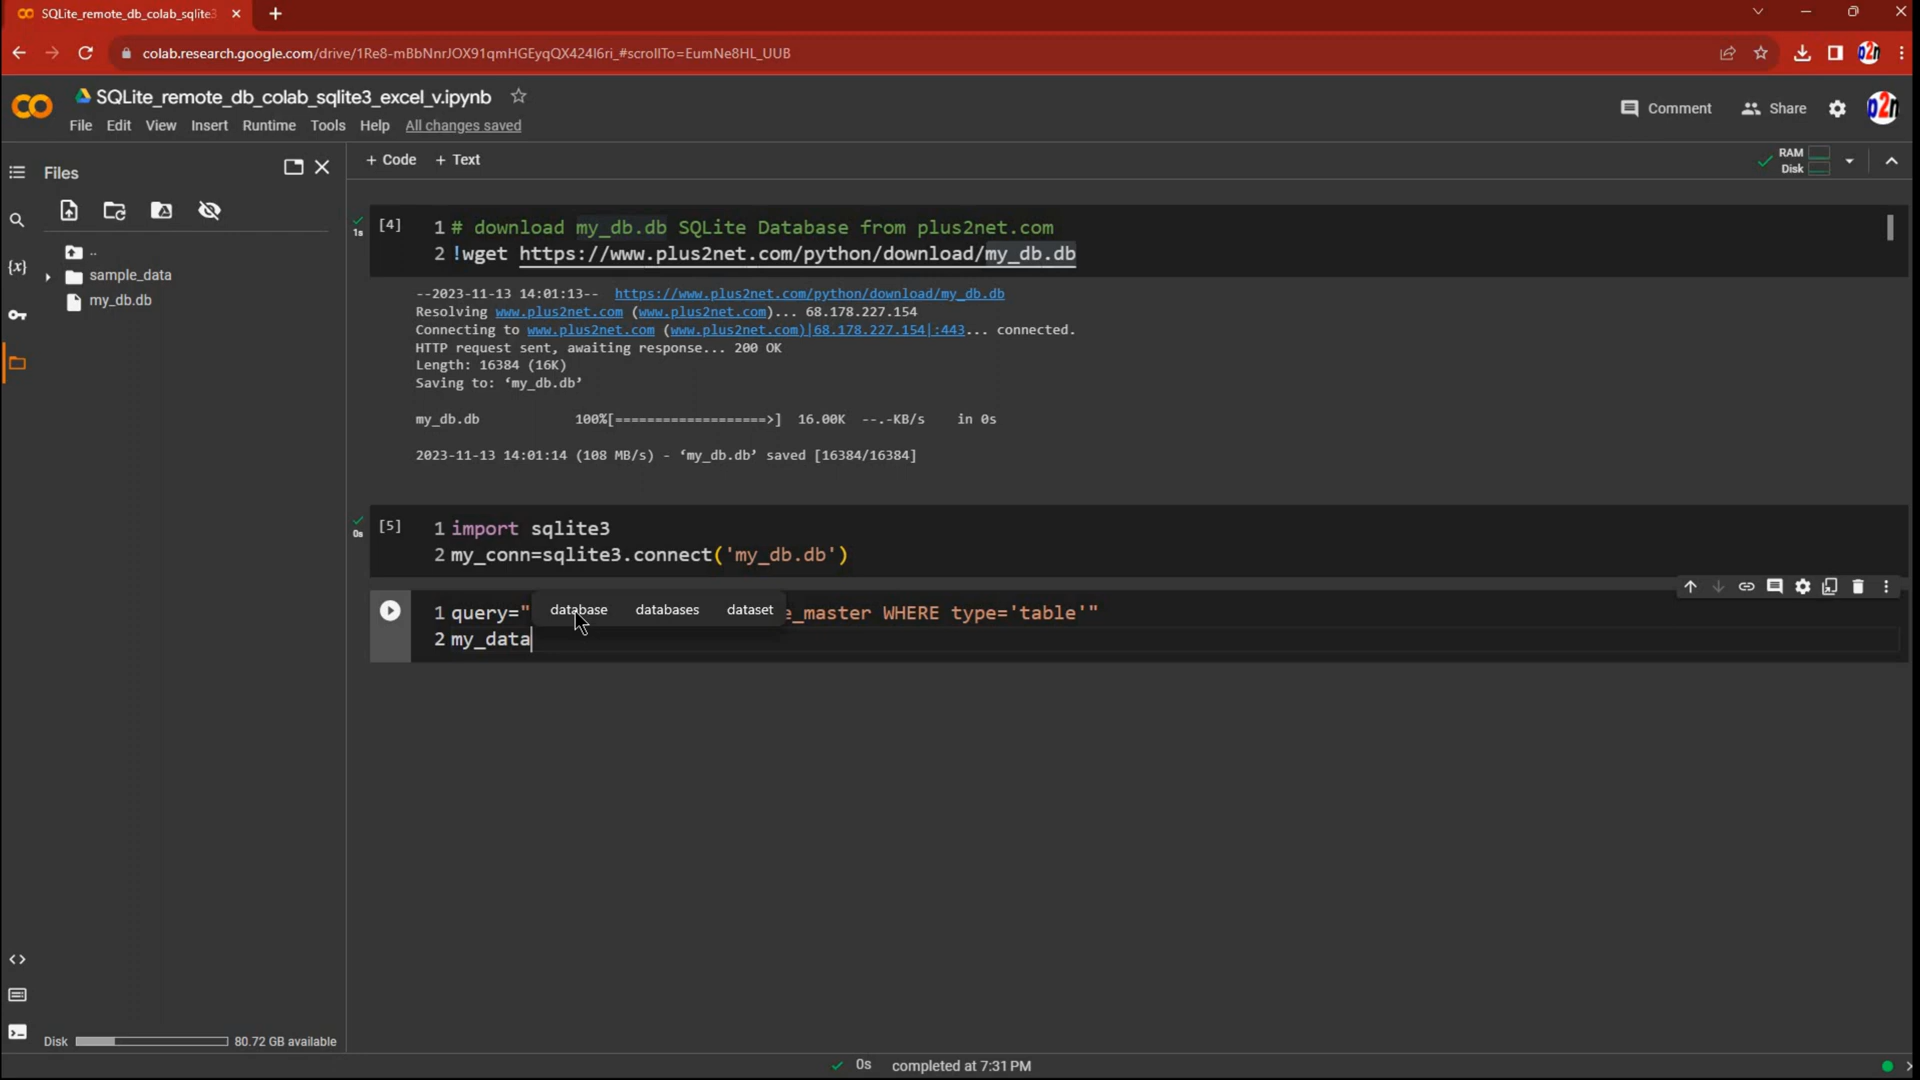 SQLite_remote_db_colab_sqlite3
colab.research.google.com/drive/1Re8-mBbNnrJOX91qmHGEyqQX424l6ri_#scrollTo=EumNe8HL_UUB
SQLite_remote_db_colab_sqlite3_excel_v.ipynb
File Edit View Insert Runtime Tools Help All changes saved
Comment Share
Files
+ Code + Text
RAM
Disk
..
sample_data
my_db.db
1s
[4]
1 # download my_db.db SQLite Database from plus2net.com
2 !wget https://www.plus2net.com/python/download/my_db.db
--2023-11-13 14:01:13-- https://www.plus2net.com/python/download/my_db.db
Resolving www.plus2net.com (www.plus2net.com)... 68.178.227.154
Connecting to www.plus2net.com (www.plus2net.com)|68.178.227.154|:443... connected.
HTTP request sent, awaiting response... 200 OK
Length: 16384 (16K)
Saving to: ‘my_db.db’
my_db.db 100%[===================>] 16.00K --.-KB/s in 0s
2023-11-13 14:01:14 (108 MB/s) - ‘my_db.db’ saved [16384/16384]
0s
[5]
1 import sqlite3
2 my_conn=sqlite3.connect('my_db.db')
database databases dataset
1 query=" e_master WHERE type='table'"
2 my_data
Disk 80.72 GB available
0s completed at 7:31 PM